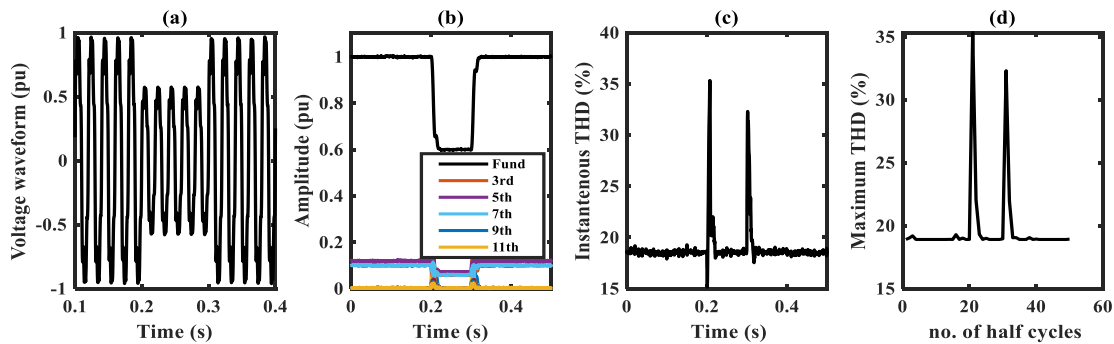 (a)
Voltage waveform (pu)
1
0.5
0
-0.5
-1
0.1
0.2
0.3
0.4
Time (s)
(b)
Amplitude (pu)
1
0.8
0.6
0.4
0.2
0
0
0.2
0.4
Time (s)
Fund
3rd
5th
7th
9th
11th
(c)
Instantenous THD (%)
40
35
30
25
20
15
0
0.2
0.4
Time (s)
(d)
Maximum THD (%)
35
30
25
20
15
0
20
40
60
no. of half cycles